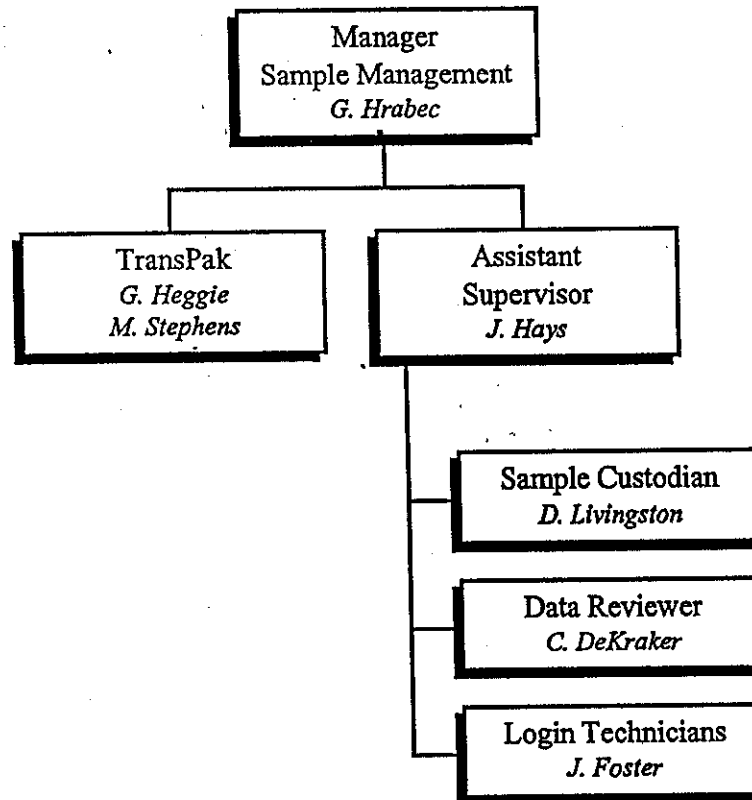 Manager
Sample Management
G. Hrabec
TransPak
G. Heggie
M. Stephens
Assistant
Supervisor
J. Hays
Sample Custodian
D. Livingston
Data Reviewer
C. DeKraker
Login Technicians
J. Foster